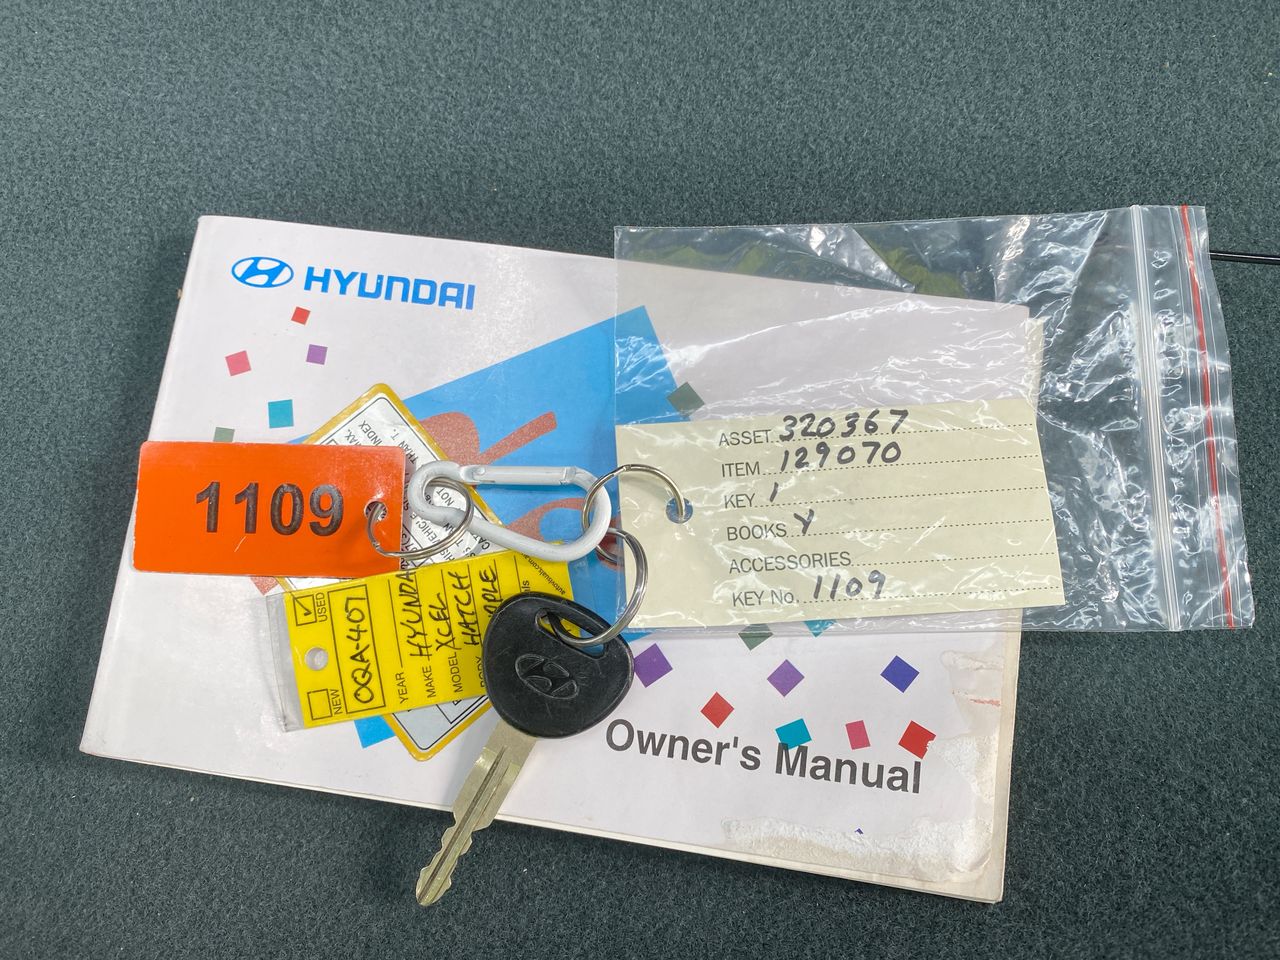 HYUNDAI
1109
ASSET 320367
ITEM 129070
KEY 1
BOOKS Y
ACCESSORIES
KEY No. 1109
USED
NEW
OQA-407
YEAR
MAKE HYUNDAI
MODEL XCEL
HATCH
Owner's Manual